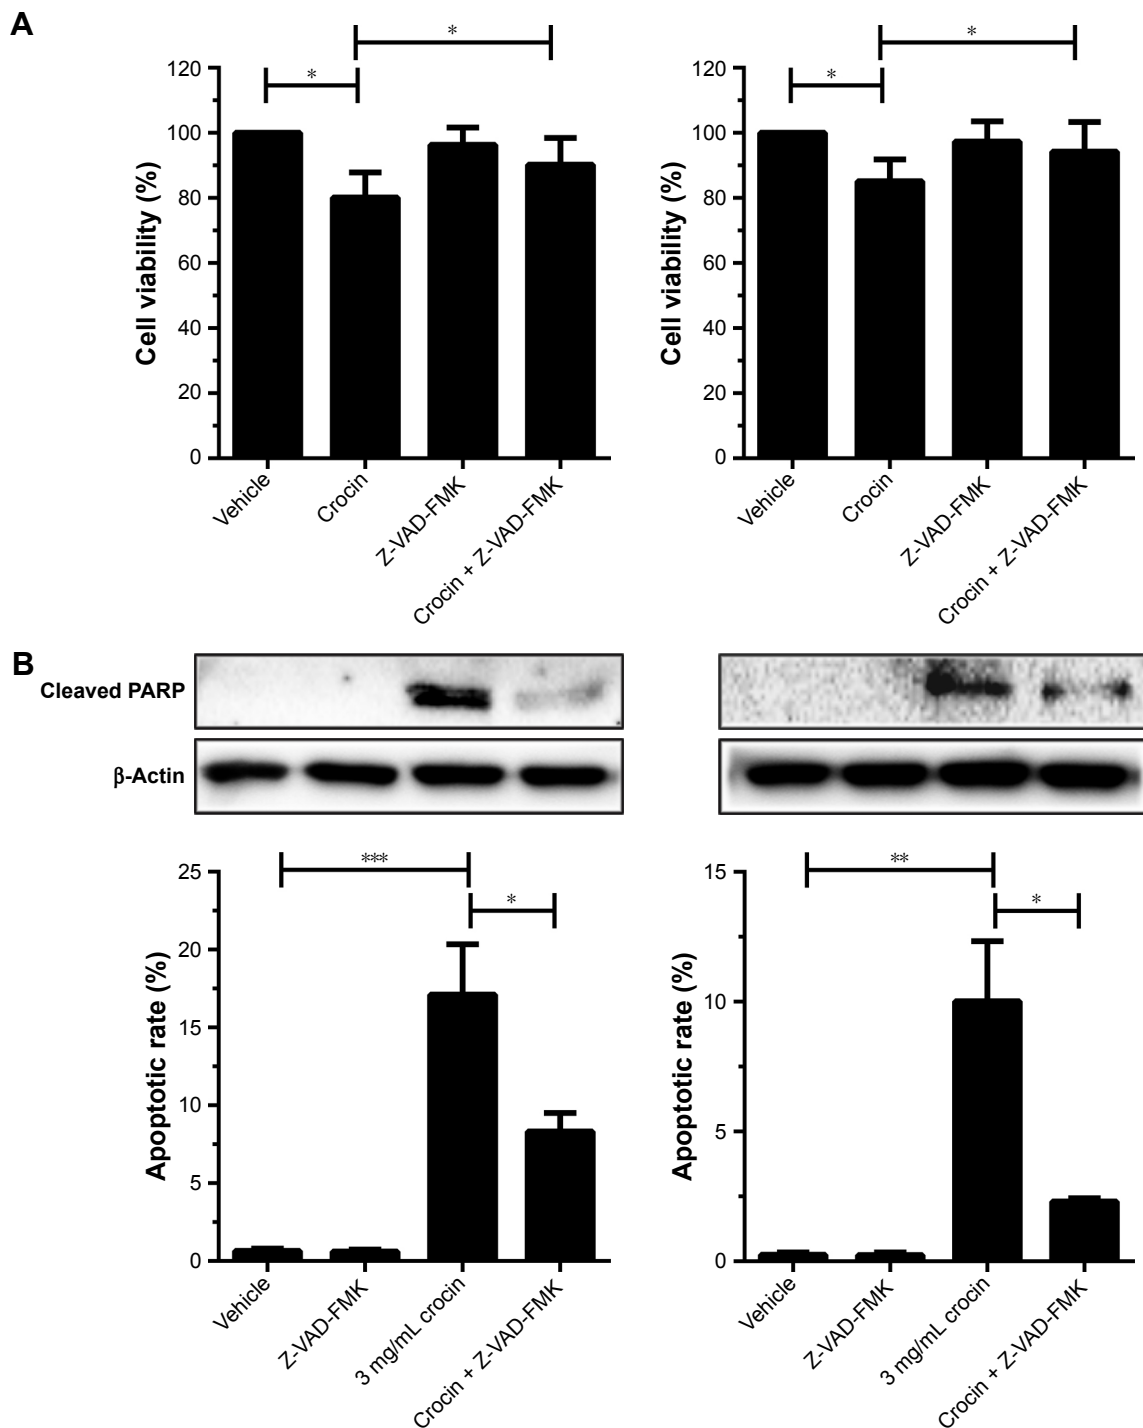 A
* *
* *
120 120
100 100
80 80
60 60
40 40
20 20
0 0
Cell viability (%) Cell viability (%)
Vehicle Crocin Z-VAD-FMK Crocin + Z-VAD-FMK
Vehicle Crocin Z-VAD-FMK Crocin + Z-VAD-FMK
B
Cleaved PARP
β-Actin
*** **
* *
25
20
15
10
5
0
Apoptotic rate (%)
Vehicle Z-VAD-FMK 3 mg/mL crocin Crocin + Z-VAD-FMK
15
10
5
0
Apoptotic rate (%)
Vehicle Z-VAD-FMK 3 mg/mL crocin Crocin + Z-VAD-FMK